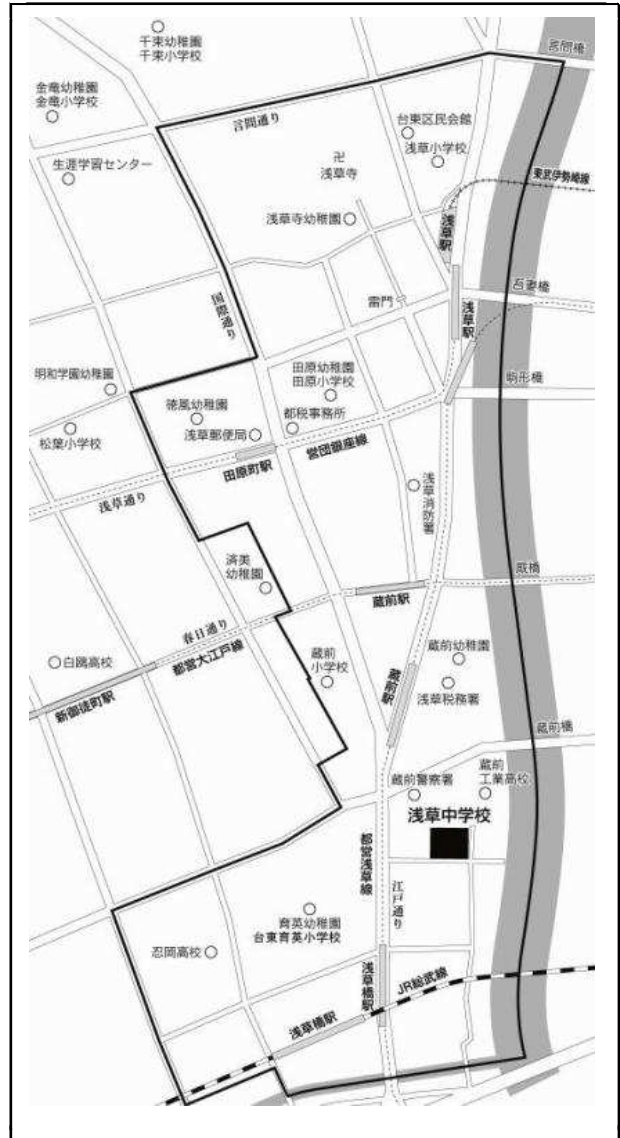 千束幼稚園
千束小学校
言問橋
金竜幼稚園
金竜小学校
言問通り
台東区民会館
浅草小学校
卍
浅草寺
生涯学習センター
東武伊勢崎線
浅草寺幼稚園
浅草駅
国際通り
雷門
吾妻橋
浅草駅
明和学園幼稚園
田原幼稚園
田原小学校
駒形橋
徳風幼稚園
都税事務所
浅草郵便局
松葉小学校
営団銀座線
田原町駅
浅草通り
浅草消防署
済美
幼稚園
厩橋
蔵前駅
春日通り
都営大江戸線
蔵前
小学校
蔵前幼稚園
白鴎高校
蔵前駅
浅草税務署
新御徒町駅
蔵前橋
蔵前警察署
蔵前
工業高校
浅草中学校
都営浅草線
江戸通り
育英幼稚園
台東育英小学校
忍岡高校
浅草橋駅
JR総武線
浅草橋駅